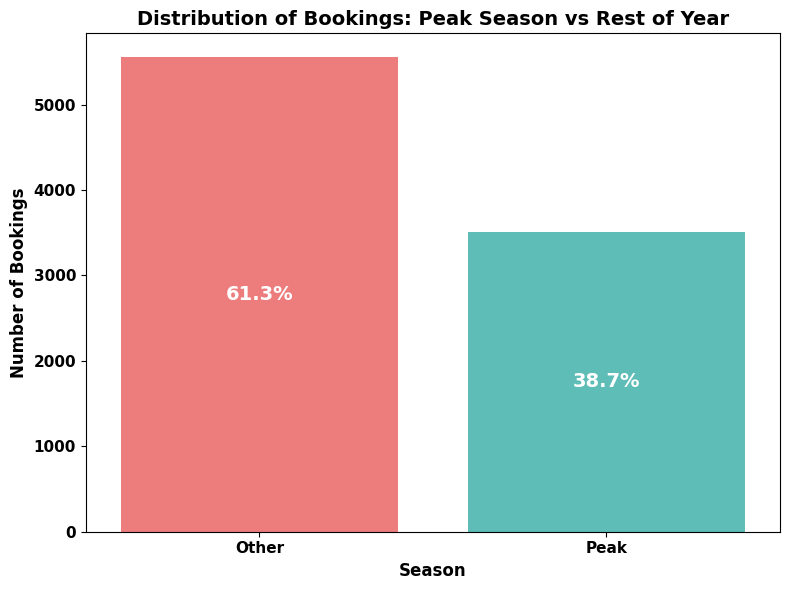 Distribution of Bookings: Peak Season vs Rest of Year
Number of Bookings
5000
4000
3000
2000
1000
0
61.3%
38.7%
Other
Peak
Season